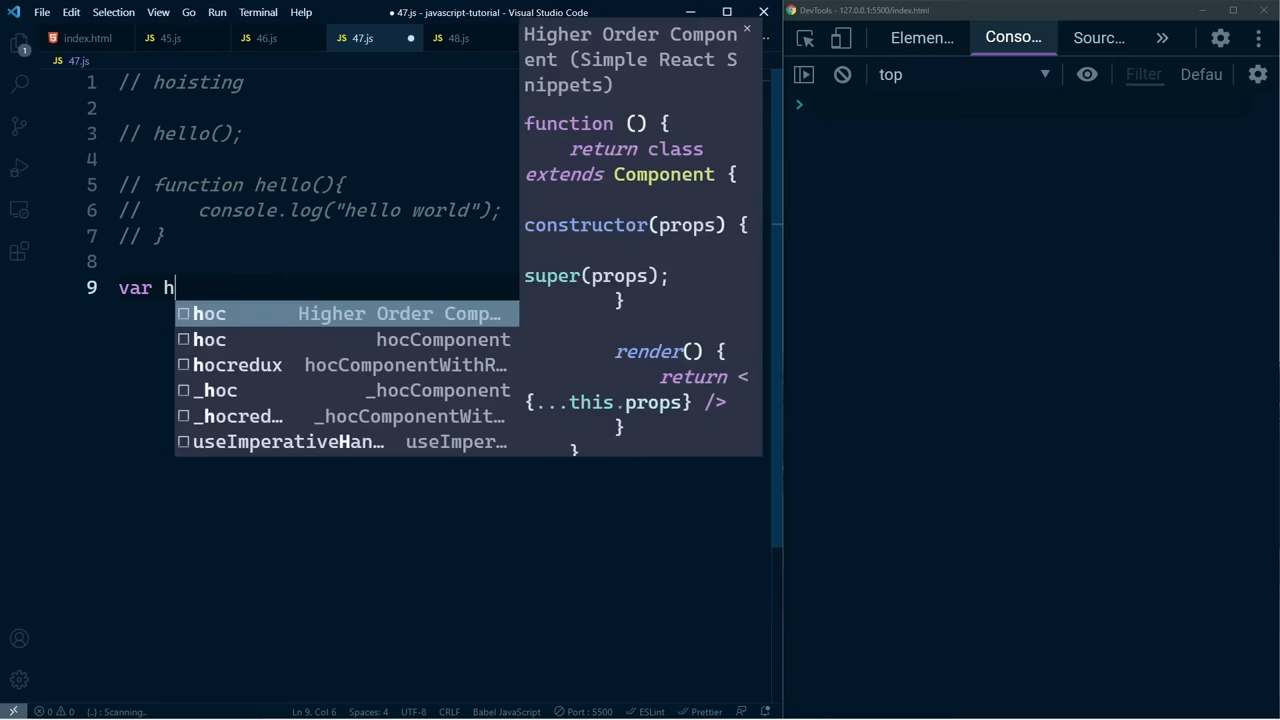 File Edit Selection View Go Run Terminal Help
● 47.js - javascript-tutorial - Visual Studio Code
index.html
JS 45.js
JS 46.js
JS 47.js
JS 48.js
JS 47.js
1 // hoisting
2
3 // hello();
4
5 // function hello(){
6 //     console.log("hello world");
7 // }
8
9 var h
hoc Higher Order Comp...
hoc hocComponent
hocredux hocComponentWithR...
_hoc _hocComponent
_hocred... _hocComponentWit...
useImperativeHan... useImper...
Higher Order Compon
ent (Simple React S
nippets)
function () {
return class
extends Component {
constructor(props) {
super(props);
}
render() {
return <
{...this.props} />
}
}
1
0 0 {..} : Scanning..
Ln 9, Col 6 Spaces: 4 UTF-8 CRLF Babel JavaScript Port : 5500 ESLint Prettier
DevTools - 127.0.0.1:5500/index.html
Elemen... Conso... Sourc... »
top Filter Defau
>